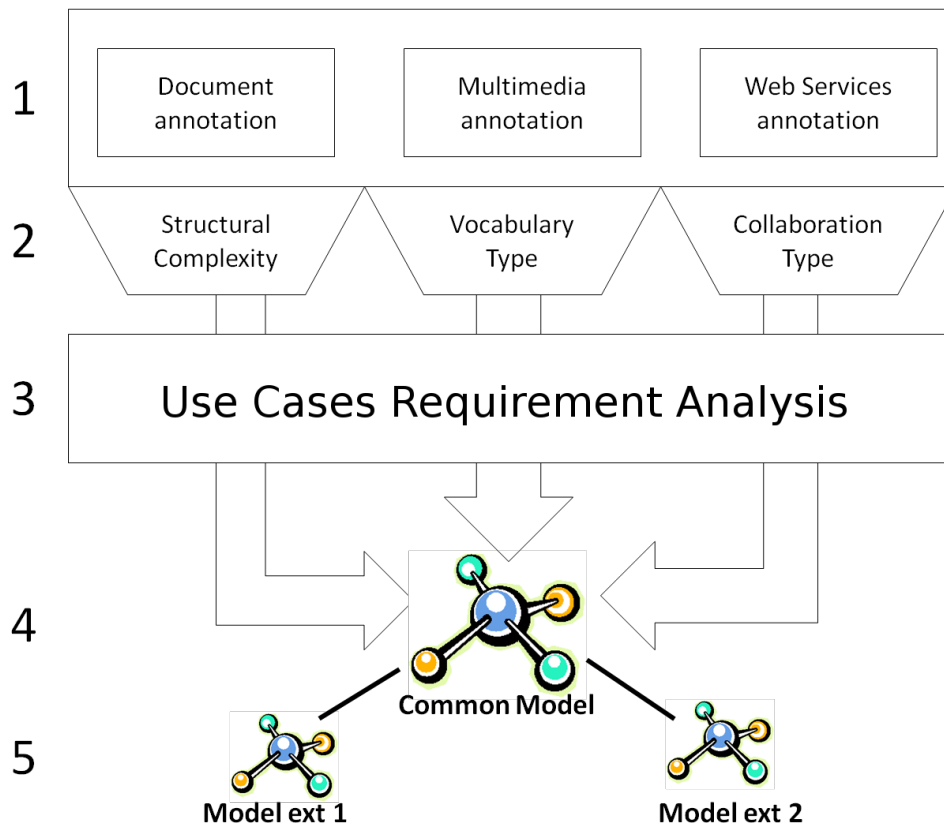 1
Document
annotation
Multimedia
annotation
Web Services
annotation
2
Structural
Complexity
Vocabulary
Type
Collaboration
Type
3
Use Cases Requirement Analysis
4
Common Model
5
Model ext 1
Model ext 2